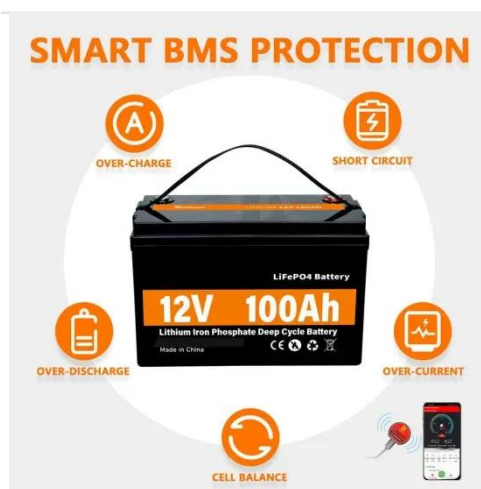 SMART BMS PROTECTION
OVER-CHARGE
SHORT CIRCUIT
LiFePO4 Battery
12V 100Ah
Lithium Iron Phosphate Deep Cycle Battery
Made in China
CE
OVER-DISCHARGE
OVER-CURRENT
CELL BALANCE